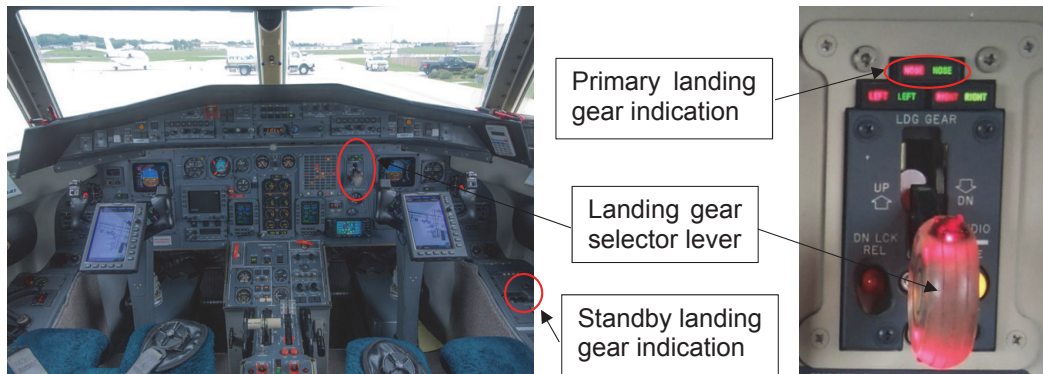 Primary landing
gear indication
Landing gear
selector lever
Standby landing
gear indication
NOSE NOSE
LEFT LEFT RIGHT RIGHT
LDG GEAR
UP
DN
DN LCK
REL